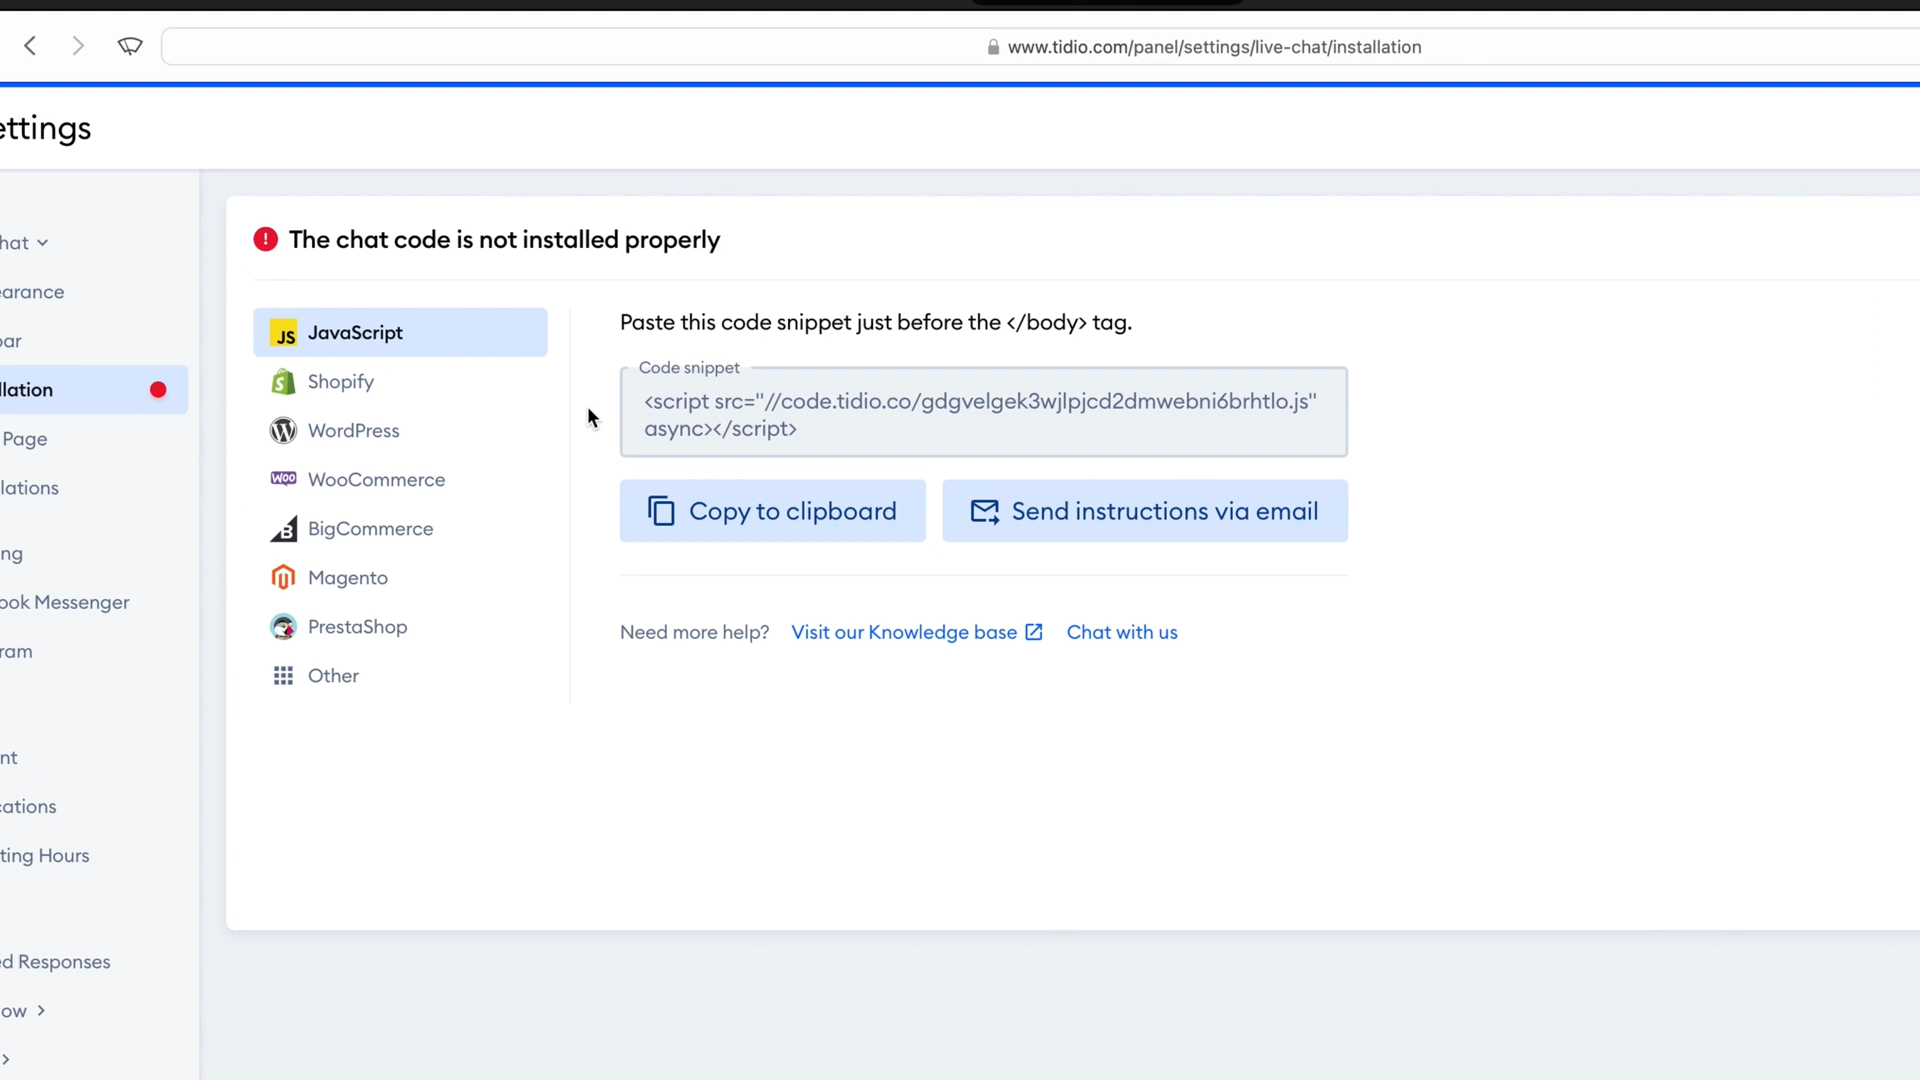 www.tidio.com/panel/settings/live-chat/installation
ettings
hat
earance
bar
llation
Page
lations
ng
ook Messenger
ram
nt
cations
ting Hours
ed Responses
ow
The chat code is not installed properly
JS JavaScript
Shopify
WordPress
Woo WooCommerce
BigCommerce
Magento
PrestaShop
Other
Paste this code snippet just before the </body> tag.
Code snippet
<script src="//code.tidio.co/gdgvelgek3wjlpjcd2dmwebni6brhtlo.js"
async></script>
Copy to clipboard
Send instructions via email
Need more help? Visit our Knowledge base Chat with us